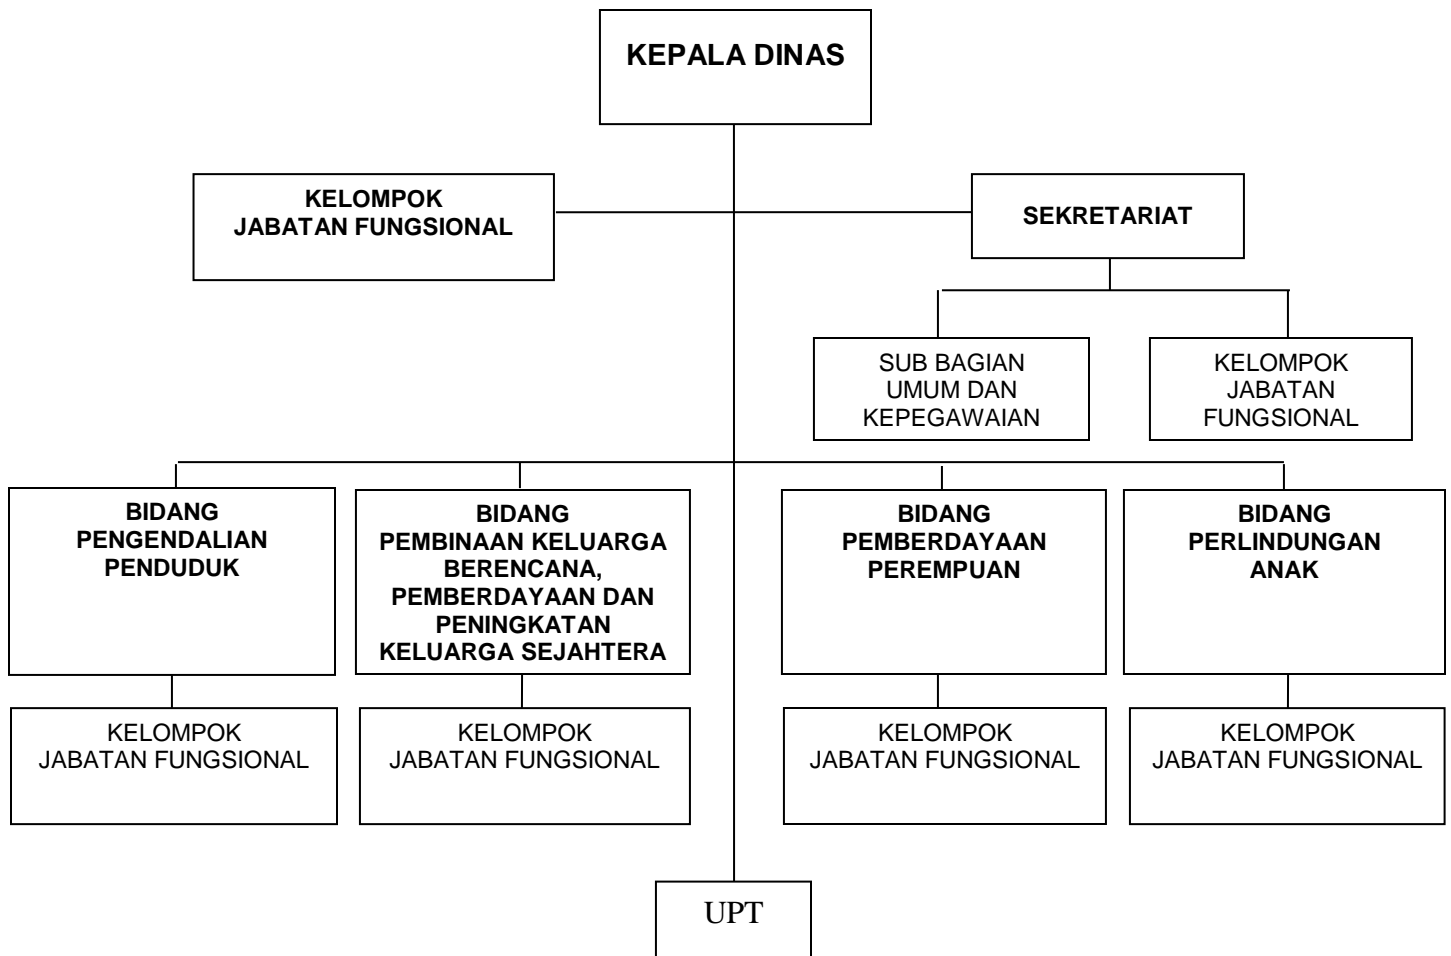 KEPALA DINAS
KELOMPOK
JABATAN FUNGSIONAL
SEKRETARIAT
SUB BAGIAN
UMUM DAN
KEPEGAWAIAN
KELOMPOK
JABATAN
FUNGSIONAL
BIDANG
PENGENDALIAN
PENDUDUK
BIDANG
PEMBINAAN KELUARGA
BERENCANA,
PEMBERDAYAAN DAN
PENINGKATAN
KELUARGA SEJAHTERA
BIDANG
PEMBERDAYAAN
PEREMPUAN
BIDANG
PERLINDUNGAN
ANAK
KELOMPOK
JABATAN FUNGSIONAL
KELOMPOK
JABATAN FUNGSIONAL
KELOMPOK
JABATAN FUNGSIONAL
KELOMPOK
JABATAN FUNGSIONAL
UPT